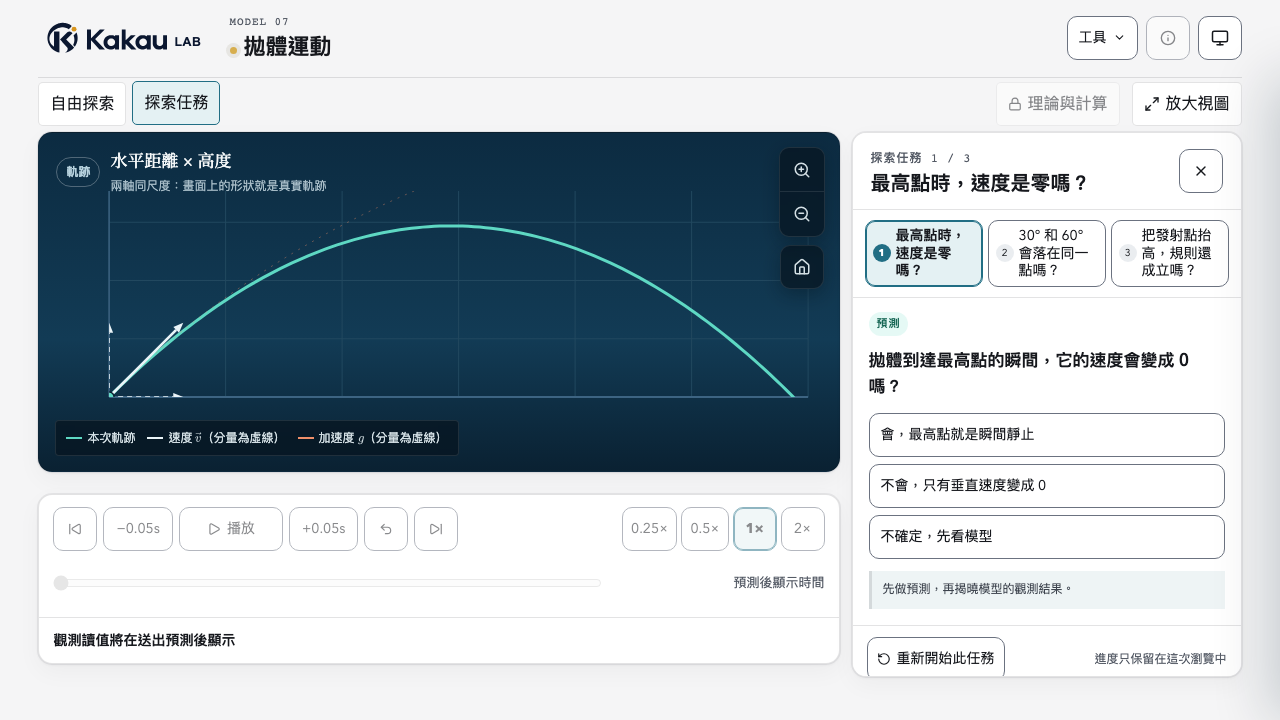 Kakau LAB
MODEL 07
拋體運動
工具
自由探索
探索任務
理論與計算
放大視圖
軌跡
水平距離 × 高度
兩軸同尺度：畫面上的形狀就是真實軌跡
本次軌跡
速度 v⃗（分量為虛線）
加速度 g（分量為虛線）
−0.05s
播放
+0.05s
0.25×
0.5×
1×
2×
預測後顯示時間
觀測讀值將在送出預測後顯示
探索任務 1 / 3
最高點時，速度是零嗎？
1
最高點時，
速度是零
嗎？
2
30° 和 60°
會落在同一
點嗎？
3
把發射點抬
高，規則還
成立嗎？
預測
拋體到達最高點的瞬間，它的速度會變成 0
嗎？
會，最高點就是瞬間靜止
不會，只有垂直速度變成 0
不確定，先看模型
先做預測，再揭曉模型的觀測結果。
重新開始此任務
進度只保留在這次瀏覽中